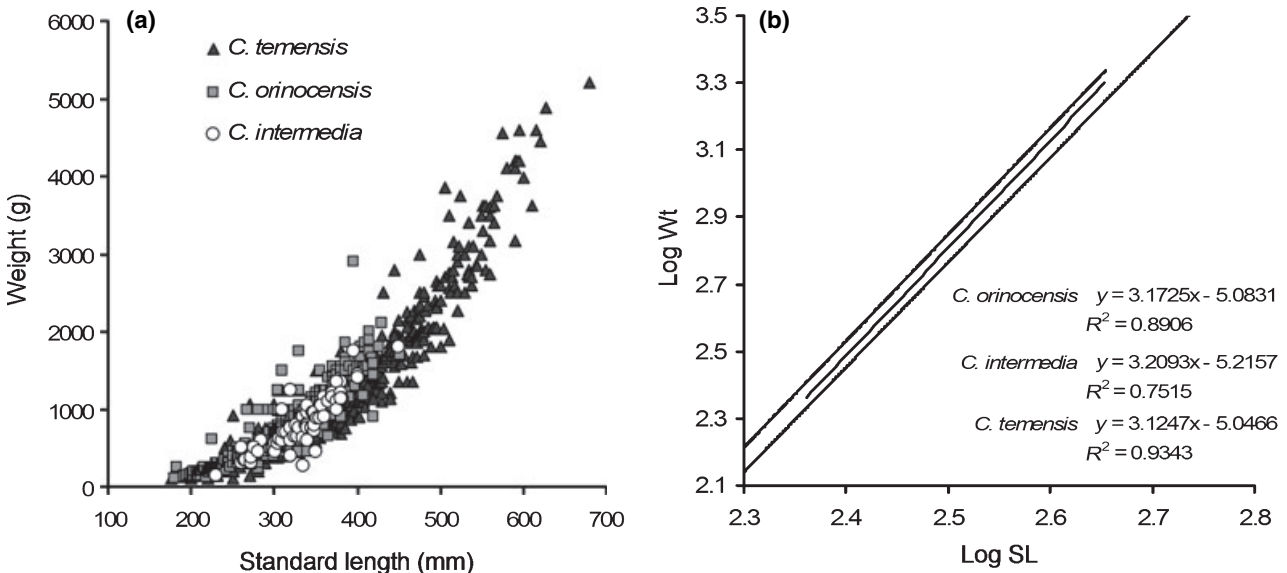 (a)
6000
5000
4000
3000
2000
1000
0
Weight (g)
C. temensis
C. orinocensis
C. intermedia
100 200 300 400 500 600 700
Standard length (mm)
(b)
3.5
3.3
3.1
2.9
2.7
2.5
2.3
2.1
Log Wt
C. orinocensis y = 3.1725x - 5.0831
R² = 0.8906
C. intermedia y = 3.2093x - 5.2157
R² = 0.7515
C. temensis y = 3.1247x - 5.0466
R² = 0.9343
2.3 2.4 2.5 2.6 2.7 2.8
Log SL